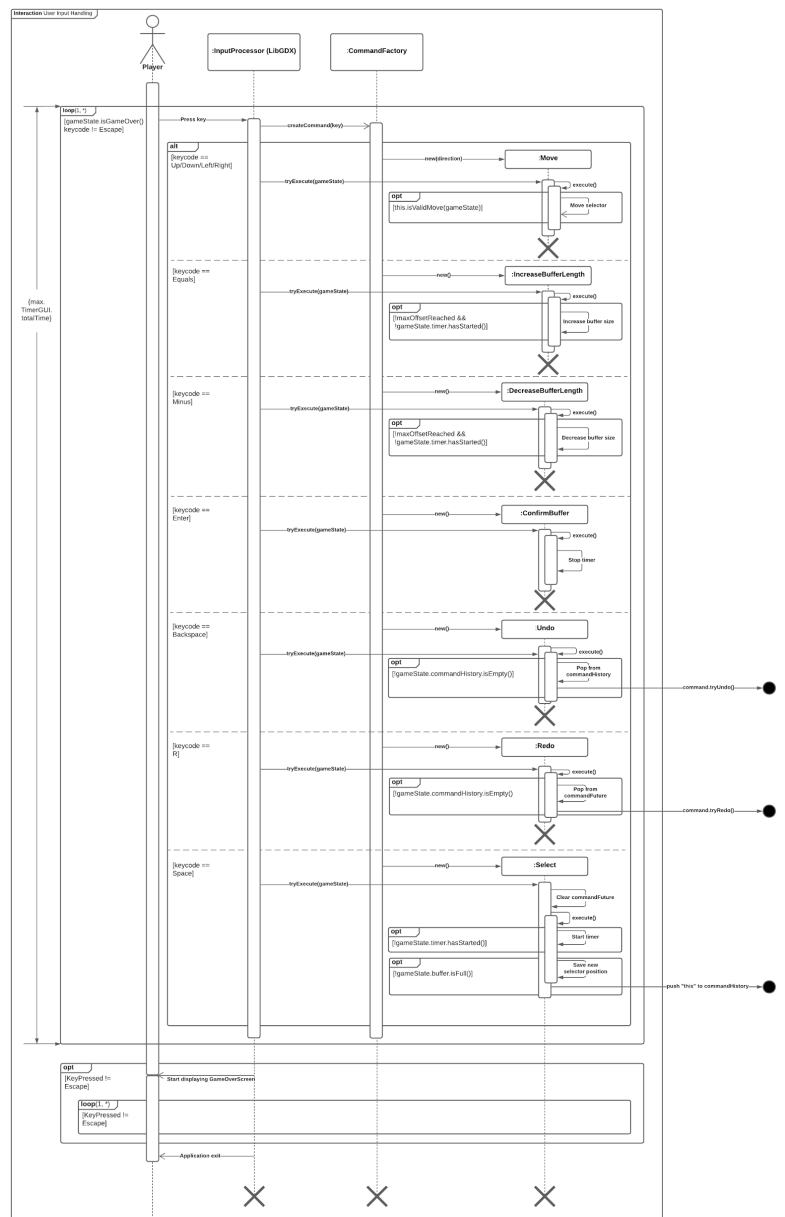 Interaction User Input Handing
Player
:InputProcessor (LibGDX)
:CommandFactory
loop(1, *)
[gameState.isGameOver()
keycode != Escape]
Press key
createCommand(key)
alt
[keycode ==
Up/Down/Left/Right]
new(direction)
:Move
tryExecute(gameState)
execute()
opt
[this.isValidMove(gameState)]
Move selector
[keycode ==
Equals]
new()
:IncreaseBufferLength
tryExecute(gameState)
execute()
opt
[!maxOffsetReached &&
!gameState.timer.hasStarted()]
Increase buffer size
{max.
TimerGUI.
totalTime}
[keycode ==
Minus]
new()
:DecreaseBufferLength
tryExecute(gameState)
execute()
opt
[!maxOffsetReached &&
!gameState.timer.hasStarted()]
Decrease buffer size
[keycode ==
Enter]
new()
:ConfirmBuffer
tryExecute(gameState)
execute()
Stop timer
[keycode ==
Backspace]
new()
:Undo
tryExecute(gameState)
execute()
opt
[!gameState.commandHistory.isEmpty()]
Pop from
commandHistory
command.tryUndo()
[keycode ==
R]
new()
:Redo
tryExecute(gameState)
execute()
opt
[!gameState.commandHistory.isEmpty()
Pop from
commandFuture
command.tryRedo()
[keycode ==
Space]
new()
:Select
tryExecute(gameState)
Clear commandFuture
execute()
opt
[!gameState.timer.hasStarted()]
Start timer
opt
[!gameState.buffer.isFull()]
Save new
selector position
push "this" to commandHistory
opt
[KeyPressed !=
Escape]
Start displaying GameOverScreen
loop(1, *)
[KeyPressed !=
Escape]
Application exit